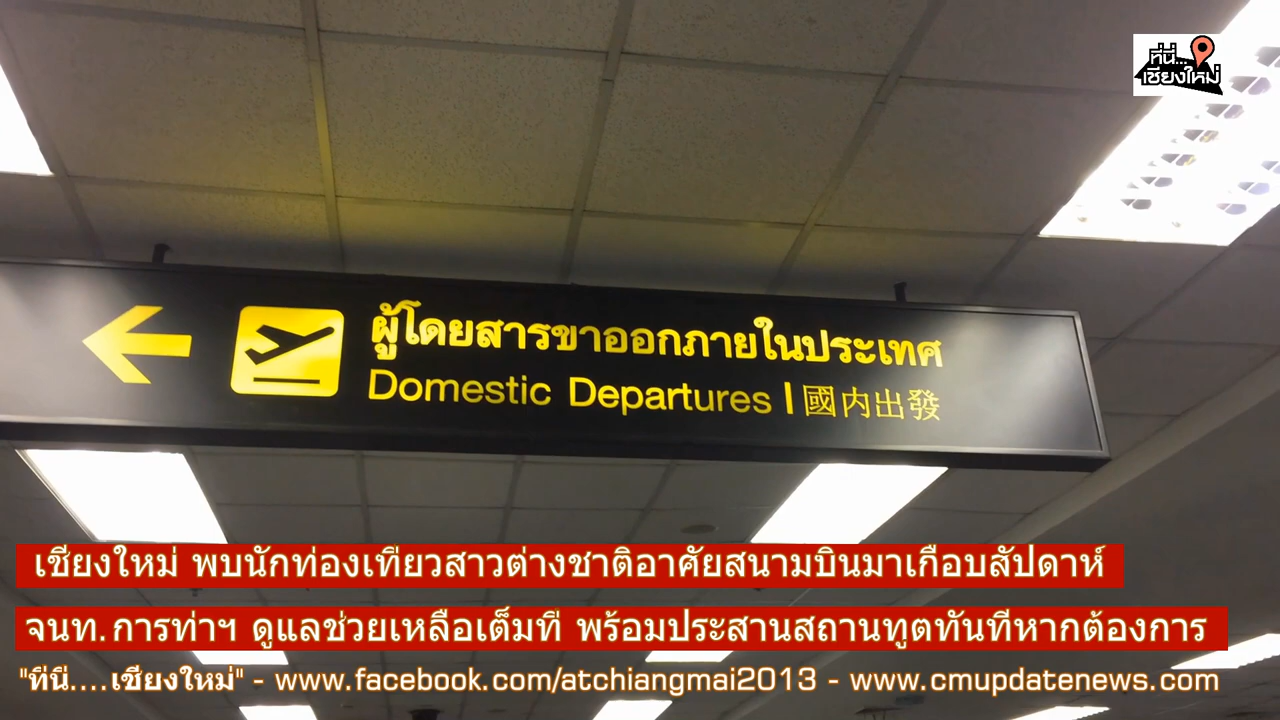 ที่นี่...
เชียงใหม่
ผู้โดยสารขาออกภายในประเทศ
Domestic Departures | 國內出發
เชียงใหม่ พบนักท่องเที่ยวสาวต่างชาติอาศัยสนามบินมาเกือบสัปดาห์
จนท.การท่าฯ ดูแลช่วยเหลือเต็มที่ พร้อมประสานสถานทูตทันทีหากต้องการ
"ที่นี่....เชียงใหม่" - www.facebook.com/atchiangmai2013 - www.cmupdatenews.com